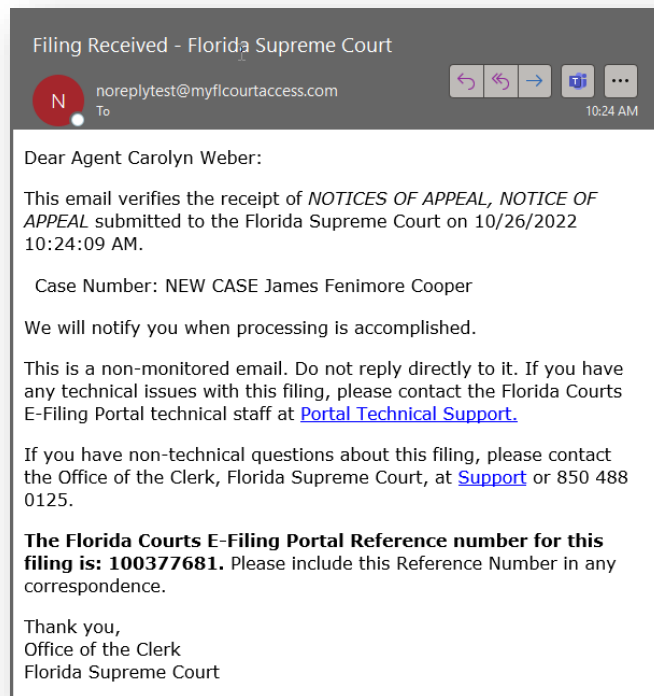 Filing Received - Florida Supreme Court
N
noreplytest@myflcourtaccess.com
To
10:24 AM
Dear Agent Carolyn Weber:
This email verifies the receipt of NOTICES OF APPEAL, NOTICE OF
APPEAL submitted to the Florida Supreme Court on 10/26/2022
10:24:09 AM.
Case Number: NEW CASE James Fenimore Cooper
We will notify you when processing is accomplished.
This is a non-monitored email. Do not reply directly to it. If you have
any technical issues with this filing, please contact the Florida Courts
E-Filing Portal technical staff at Portal Technical Support.
If you have non-technical questions about this filing, please contact
the Office of the Clerk, Florida Supreme Court, at Support or 850 488
0125.
The Florida Courts E-Filing Portal Reference number for this
filing is: 100377681. Please include this Reference Number in any
correspondence.
Thank you,
Office of the Clerk
Florida Supreme Court